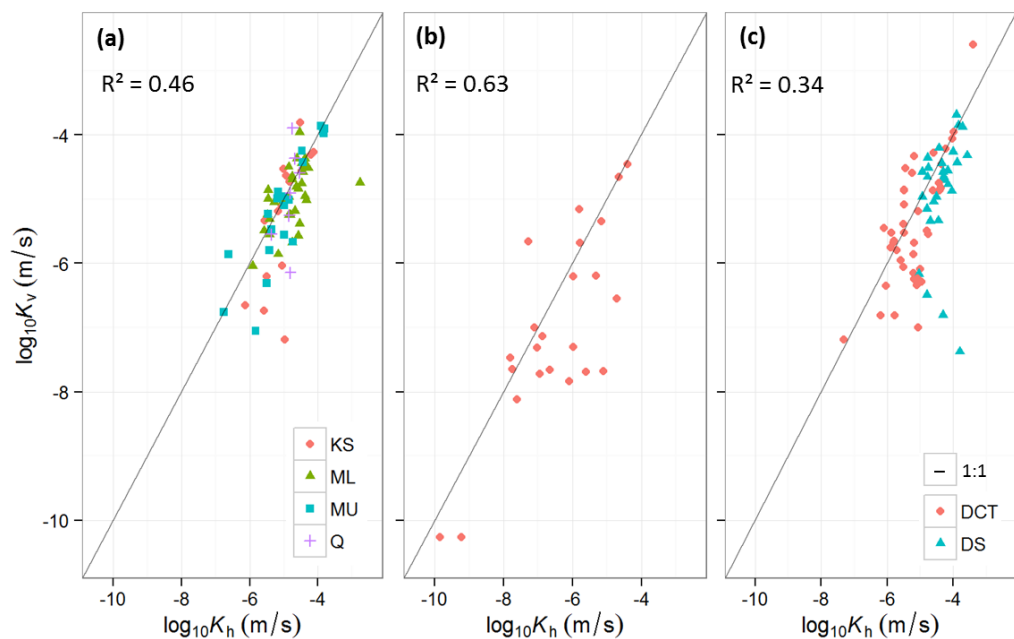 (a)
R² = 0.46
(b)
R² = 0.63
(c)
R² = 0.34
log10Kv (m/s)
-4
-6
-8
-10
KS
ML
MU
Q
1:1
DCT
DS
-10 -8 -6 -4
-10 -8 -6 -4
-10 -8 -6 -4
log10Kh (m/s)
log10Kh (m/s)
log10Kh (m/s)